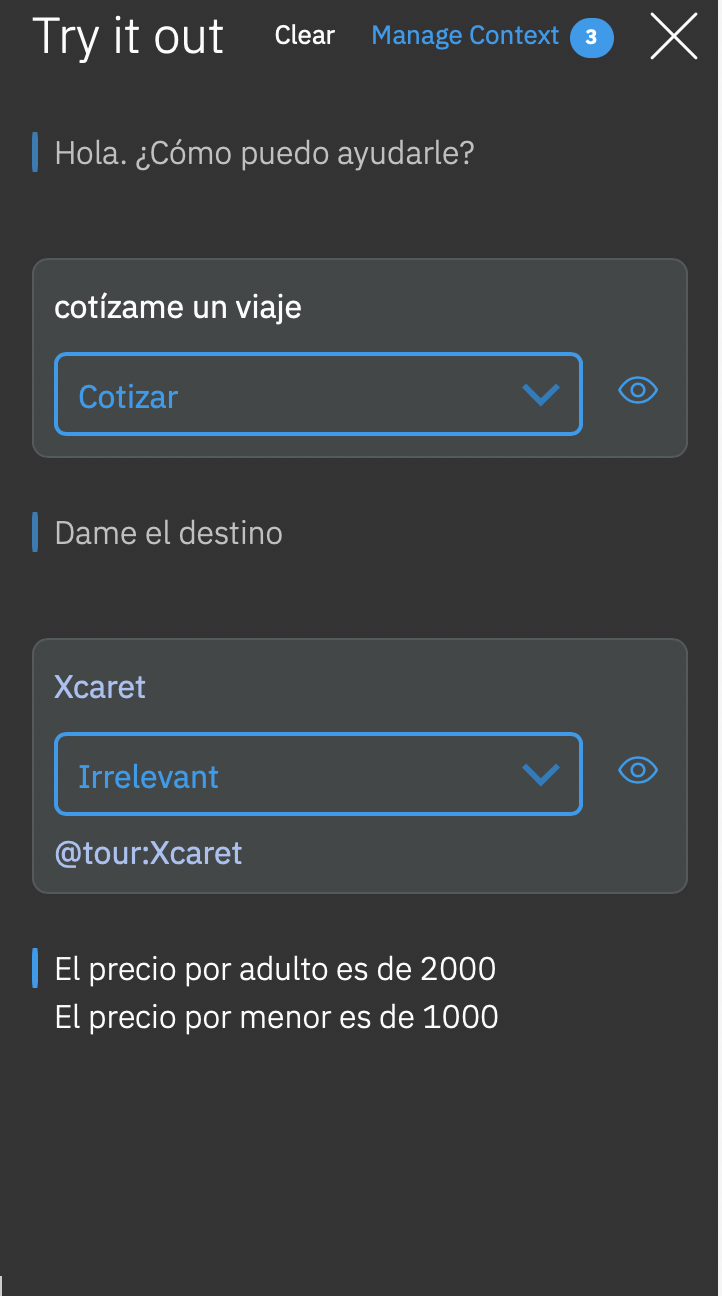 Try it out Clear Manage Context 3
Hola. ¿Cómo puedo ayudarle?
cotízame un viaje
Cotizar
Dame el destino
Xcaret
Irrelevant
@tour:Xcaret
El precio por adulto es de 2000
El precio por menor es de 1000